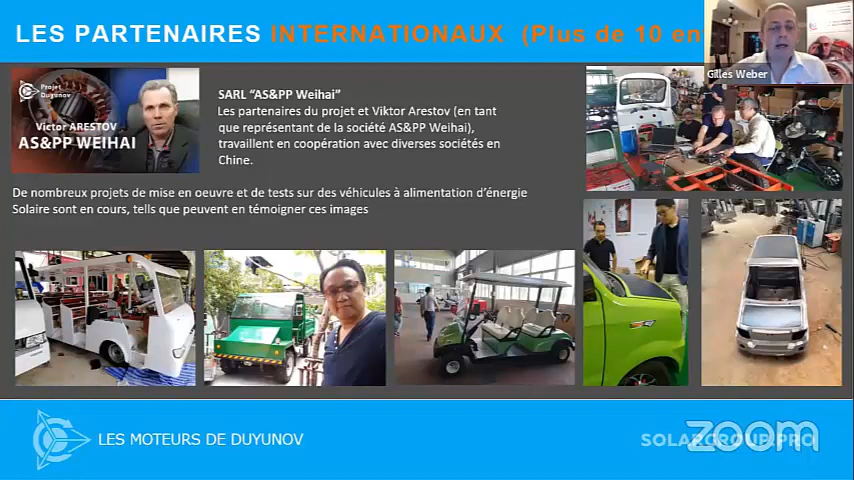 LES PARTENAIRES INTERNATIONAUX (Plus de 10 en
Gilles Weber
Projet
Duyunov
Victor ARESTOV
AS&PP WEIHAI
SARL “AS&PP Weihai”
Les partenaires du projet et Viktor Arestov (en tant
que représentant de la société AS&PP Weihai),
travaillent en coopération avec diverses sociétés en
Chine.
De nombreux projets de mise en oeuvre et de tests sur des véhicules à alimentation d’énergie
Solaire sont en cours, tells que peuvent en témoigner ces images
LES MOTEURS DE DUYUNOV
SOLARGROUP.PRO
zoom